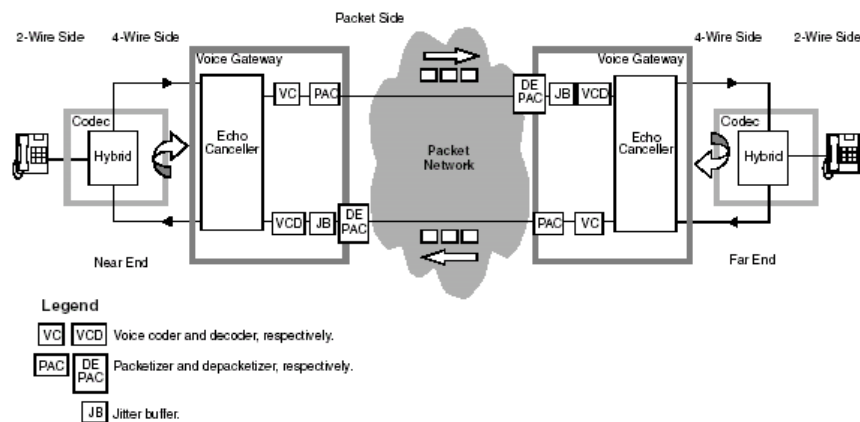 Packet Side
2-Wire Side
4-Wire Side
4-Wire Side
2-Wire Side
Voice Gateway
Voice Gateway
VC
PAC
DE
PAC
JB
VCD
Codec
Codec
Hybrid
Echo
Canceller
Packet
Network
Echo
Canceller
Hybrid
VCD
JB
DE
PAC
PAC
VC
Near End
Far End
Legend
VC
VCD
Voice coder and decoder, respectively.
PAC
DE
PAC
Packetizer and depacketizer, respectively.
JB
Jitter buffer.